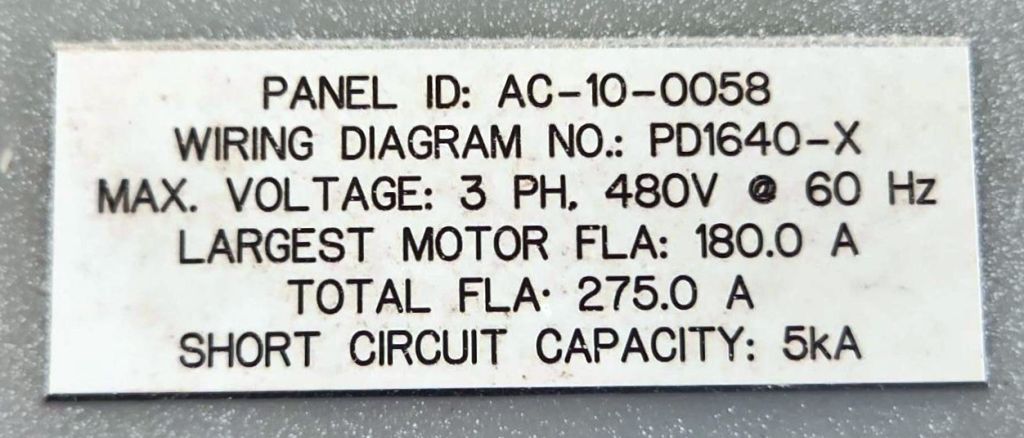 PANEL ID: AC-10-0058
WIRING DIAGRAM NO.: PD1640-X
MAX. VOLTAGE: 3 PH. 480V @ 60 Hz
LARGEST MOTOR FLA: 180.0 A
TOTAL FLA: 275.0 A
SHORT CIRCUIT CAPACITY: 5kA